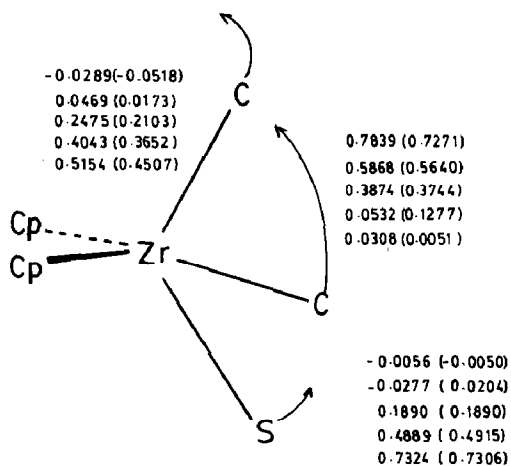 -0.0289(-0.0518)
0.0469 (0.0173)
0.2475 (0.2103)
0.4043 (0.3652)
0.5154 (0.4507)
C
0.7839 (0.7271)
0.5868 (0.5640)
0.3874 (0.3744)
0.0532 (0.1277)
0.0308 (0.0051)
Cp
Cp
Zr
C
S
-0.0056 (-0.0050)
-0.0277 ( 0.0204)
0.1890 ( 0.1890)
0.4889 ( 0.4915)
0.7324 ( 0.7306)